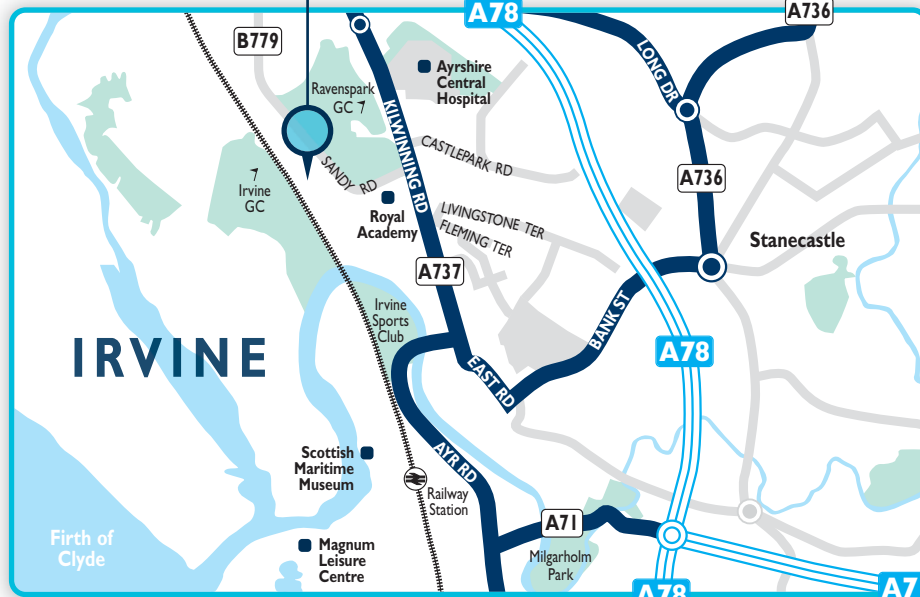 A78
A736
B779
LONG DR
Ayrshire
Central
Hospital
Ravenspark
GC
KILWINNING RD
CASTLEPARK RD
SANDY RD
A736
Irvine
GC
Royal
Academy
LIVINGSTONE TER
FLEMING TER
Stanecastle
A737
Irvine
Sports
Club
BANK ST
IRVINE
A78
EAST RD
Scottish
Maritime
Museum
AYR RD
Railway
Station
A71
Firth of
Clyde
Magnum
Leisure
Centre
Milgarholm
Park
A78